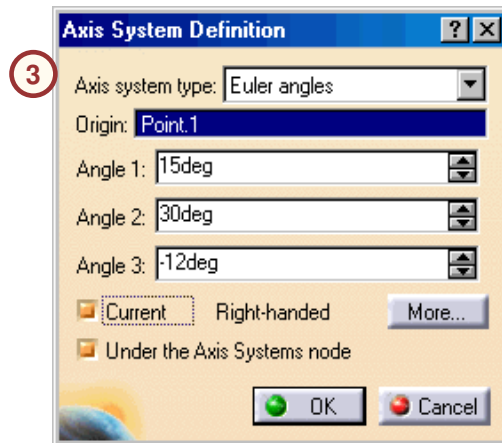 Axis System Definition ? X
3
Axis system type: Euler angles
Origin: Point.1
Angle 1: 15deg
Angle 2: 30deg
Angle 3: -12deg
Current Right-handed More...
Under the Axis Systems node
OK Cancel